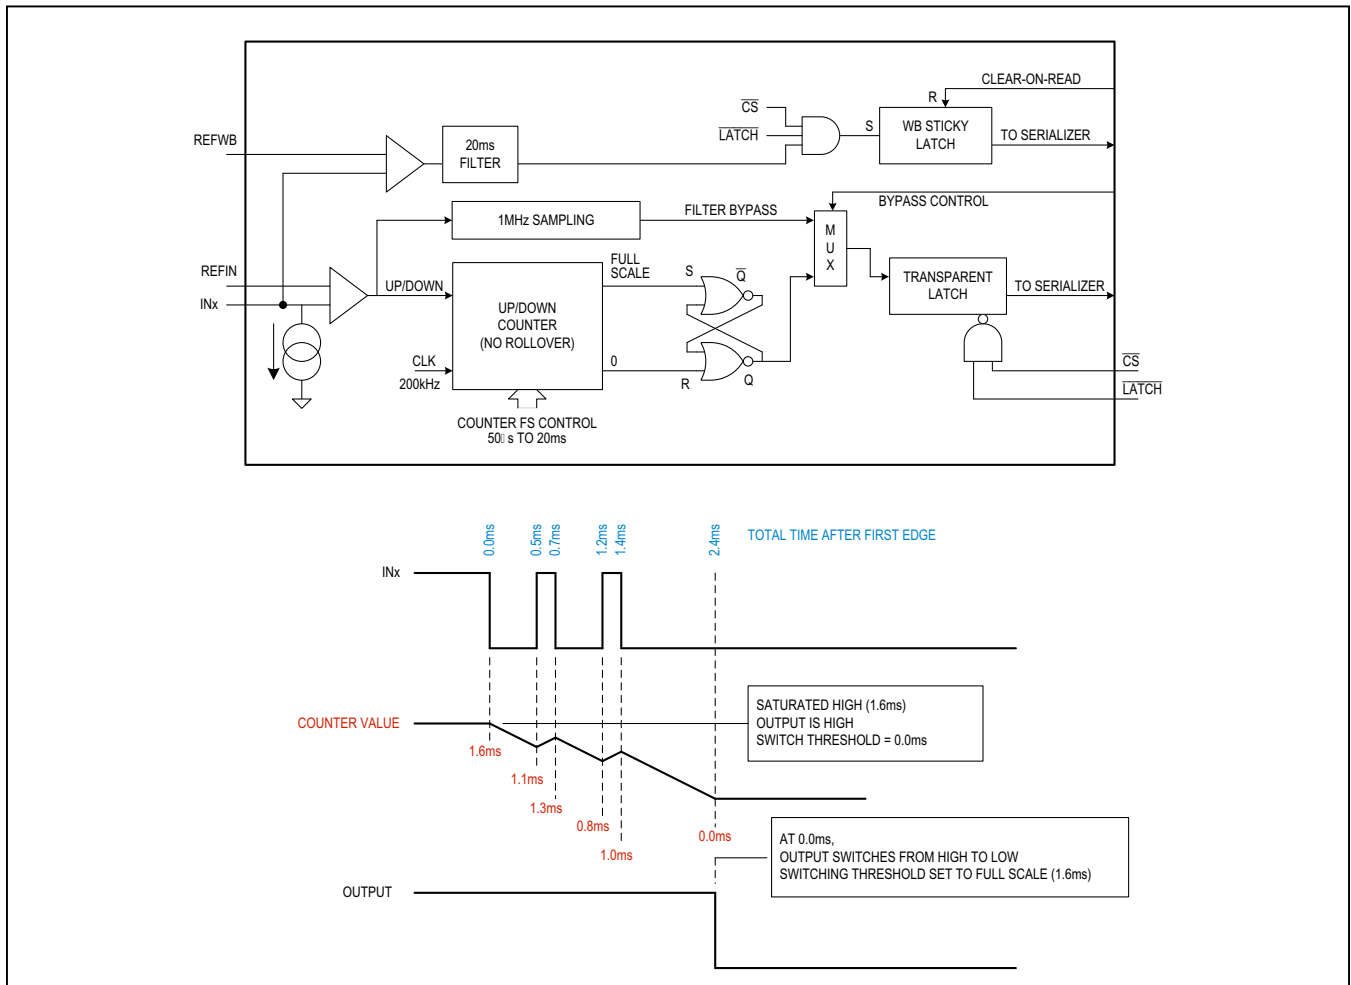 CLEAR-ON-READ
R
CS
REFWB
LATCH
S
WB STICKY
LATCH
TO SERIALIZER
20ms
FILTER
BYPASS CONTROL
1MHz SAMPLING
FILTER BYPASS
M
U
X
REFIN
INx
UP/DOWN
FULL
SCALE
S
Q
TRANSPARENT
LATCH
TO SERIALIZER
UP/DOWN
COUNTER
(NO ROLLOVER)
CLK
200kHz
0
R
Q
CS
LATCH
COUNTER FS CONTROL
50 s TO 20ms
0.0ms
0.5ms
0.7ms
1.2ms
1.4ms
2.4ms
TOTAL TIME AFTER FIRST EDGE
INx
COUNTER VALUE
SATURATED HIGH (1.6ms)
OUTPUT IS HIGH
SWITCH THRESHOLD = 0.0ms
1.6ms
1.1ms
1.3ms
0.8ms
1.0ms
0.0ms
AT 0.0ms,
OUTPUT SWITCHES FROM HIGH TO LOW
SWITCHING THRESHOLD SET TO FULL SCALE (1.6ms)
OUTPUT